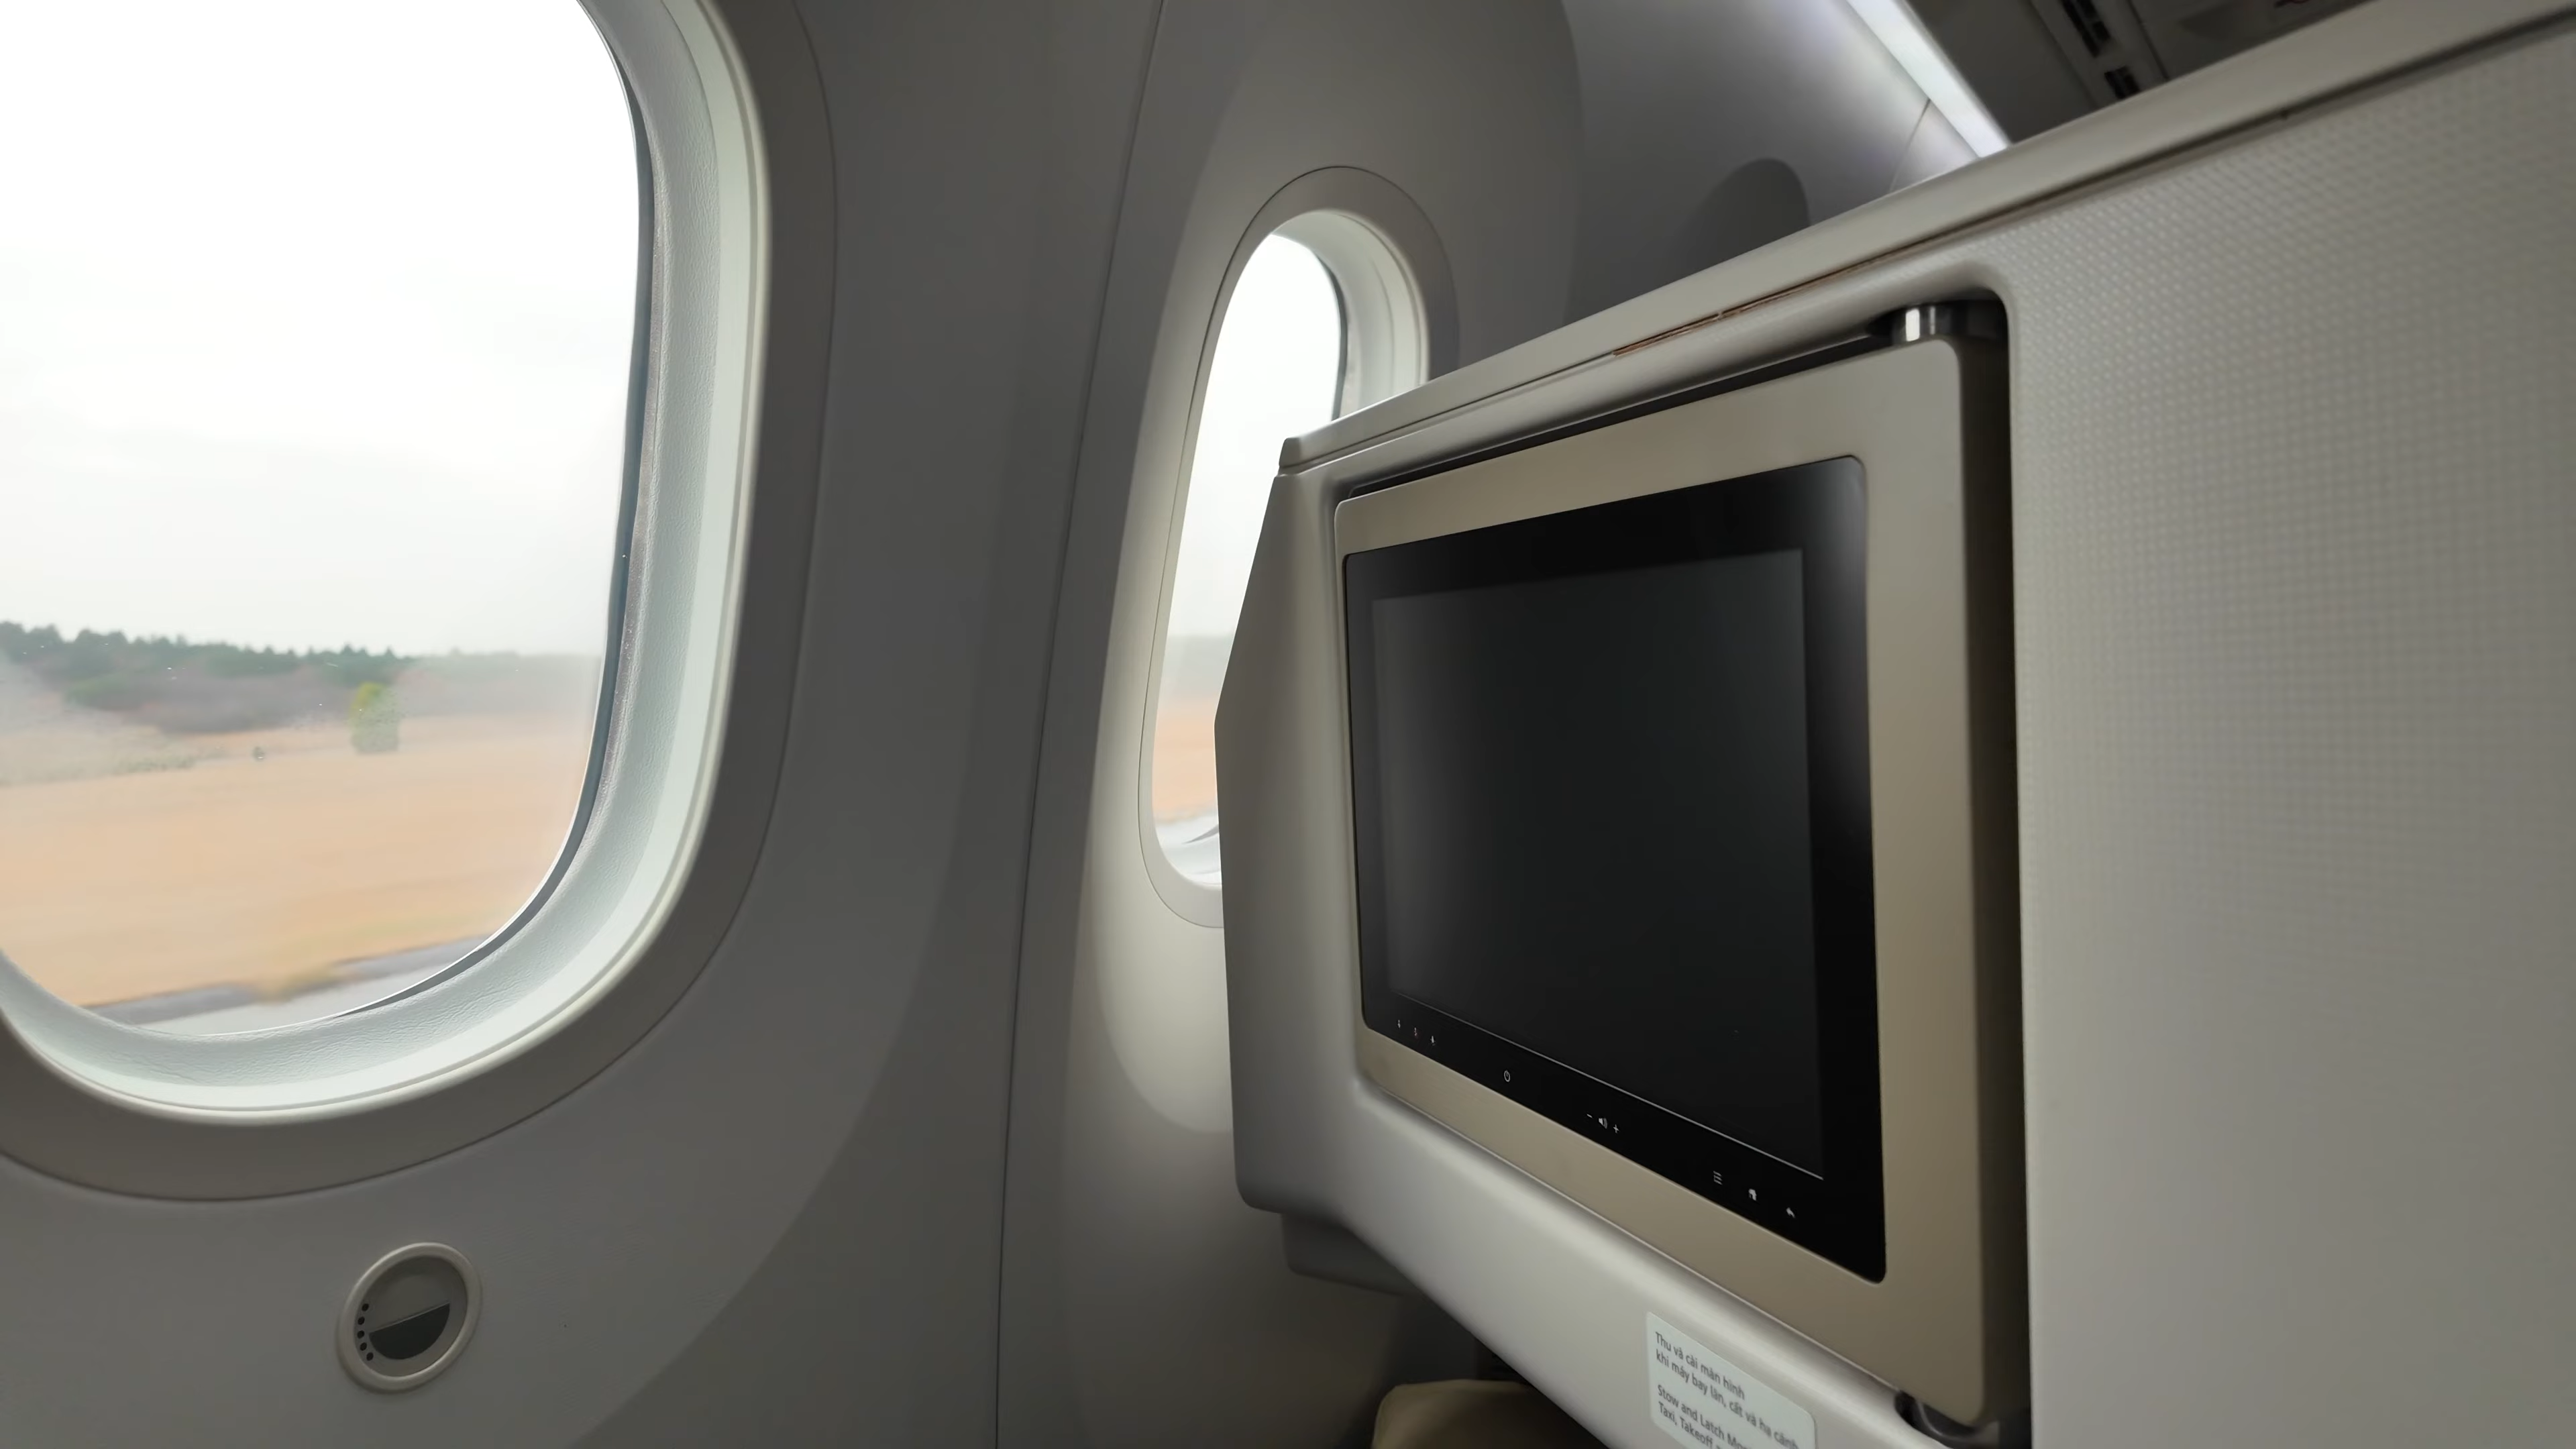 Thu và cài màn hình
khi máy bay lăn, cất và hạ cánh
Stow and Latch
Taxi, Takeoff